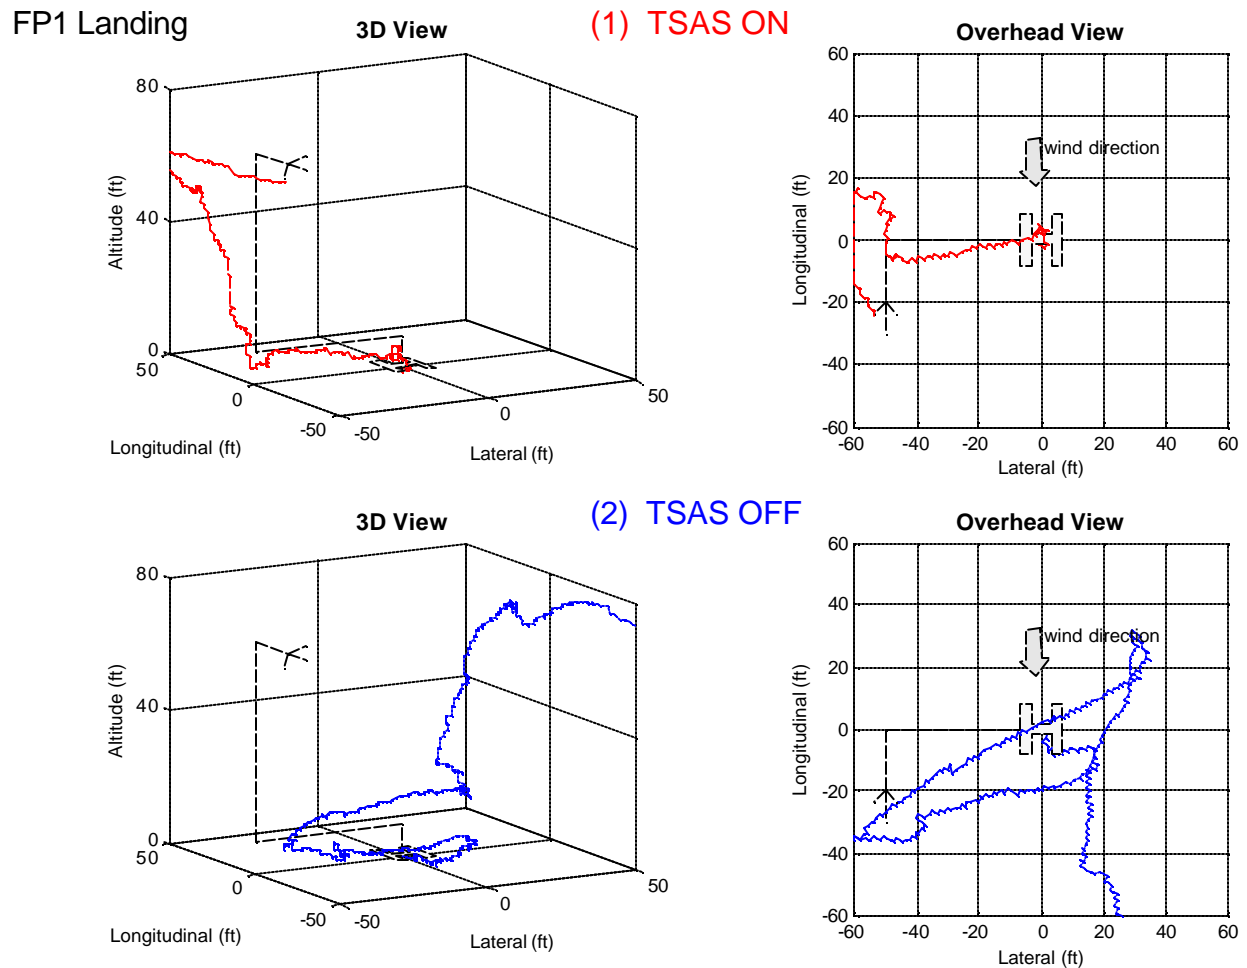 FP1 Landing
(1) TSAS ON
3D View
80
40
0
50
0
-50
-50
0
50
Altitude (ft)
Longitudinal (ft)
Lateral (ft)
Overhead View
60
40
20
0
-20
-40
-60
-60
-40
-20
0
20
40
60
wind direction
Longitudinal (ft)
Lateral (ft)
(2) TSAS OFF
3D View
80
40
0
50
0
-50
-50
0
50
Altitude (ft)
Longitudinal (ft)
Lateral (ft)
Overhead View
60
40
20
0
-20
-40
-60
-60
-40
-20
0
20
40
60
wind direction
Longitudinal (ft)
Lateral (ft)